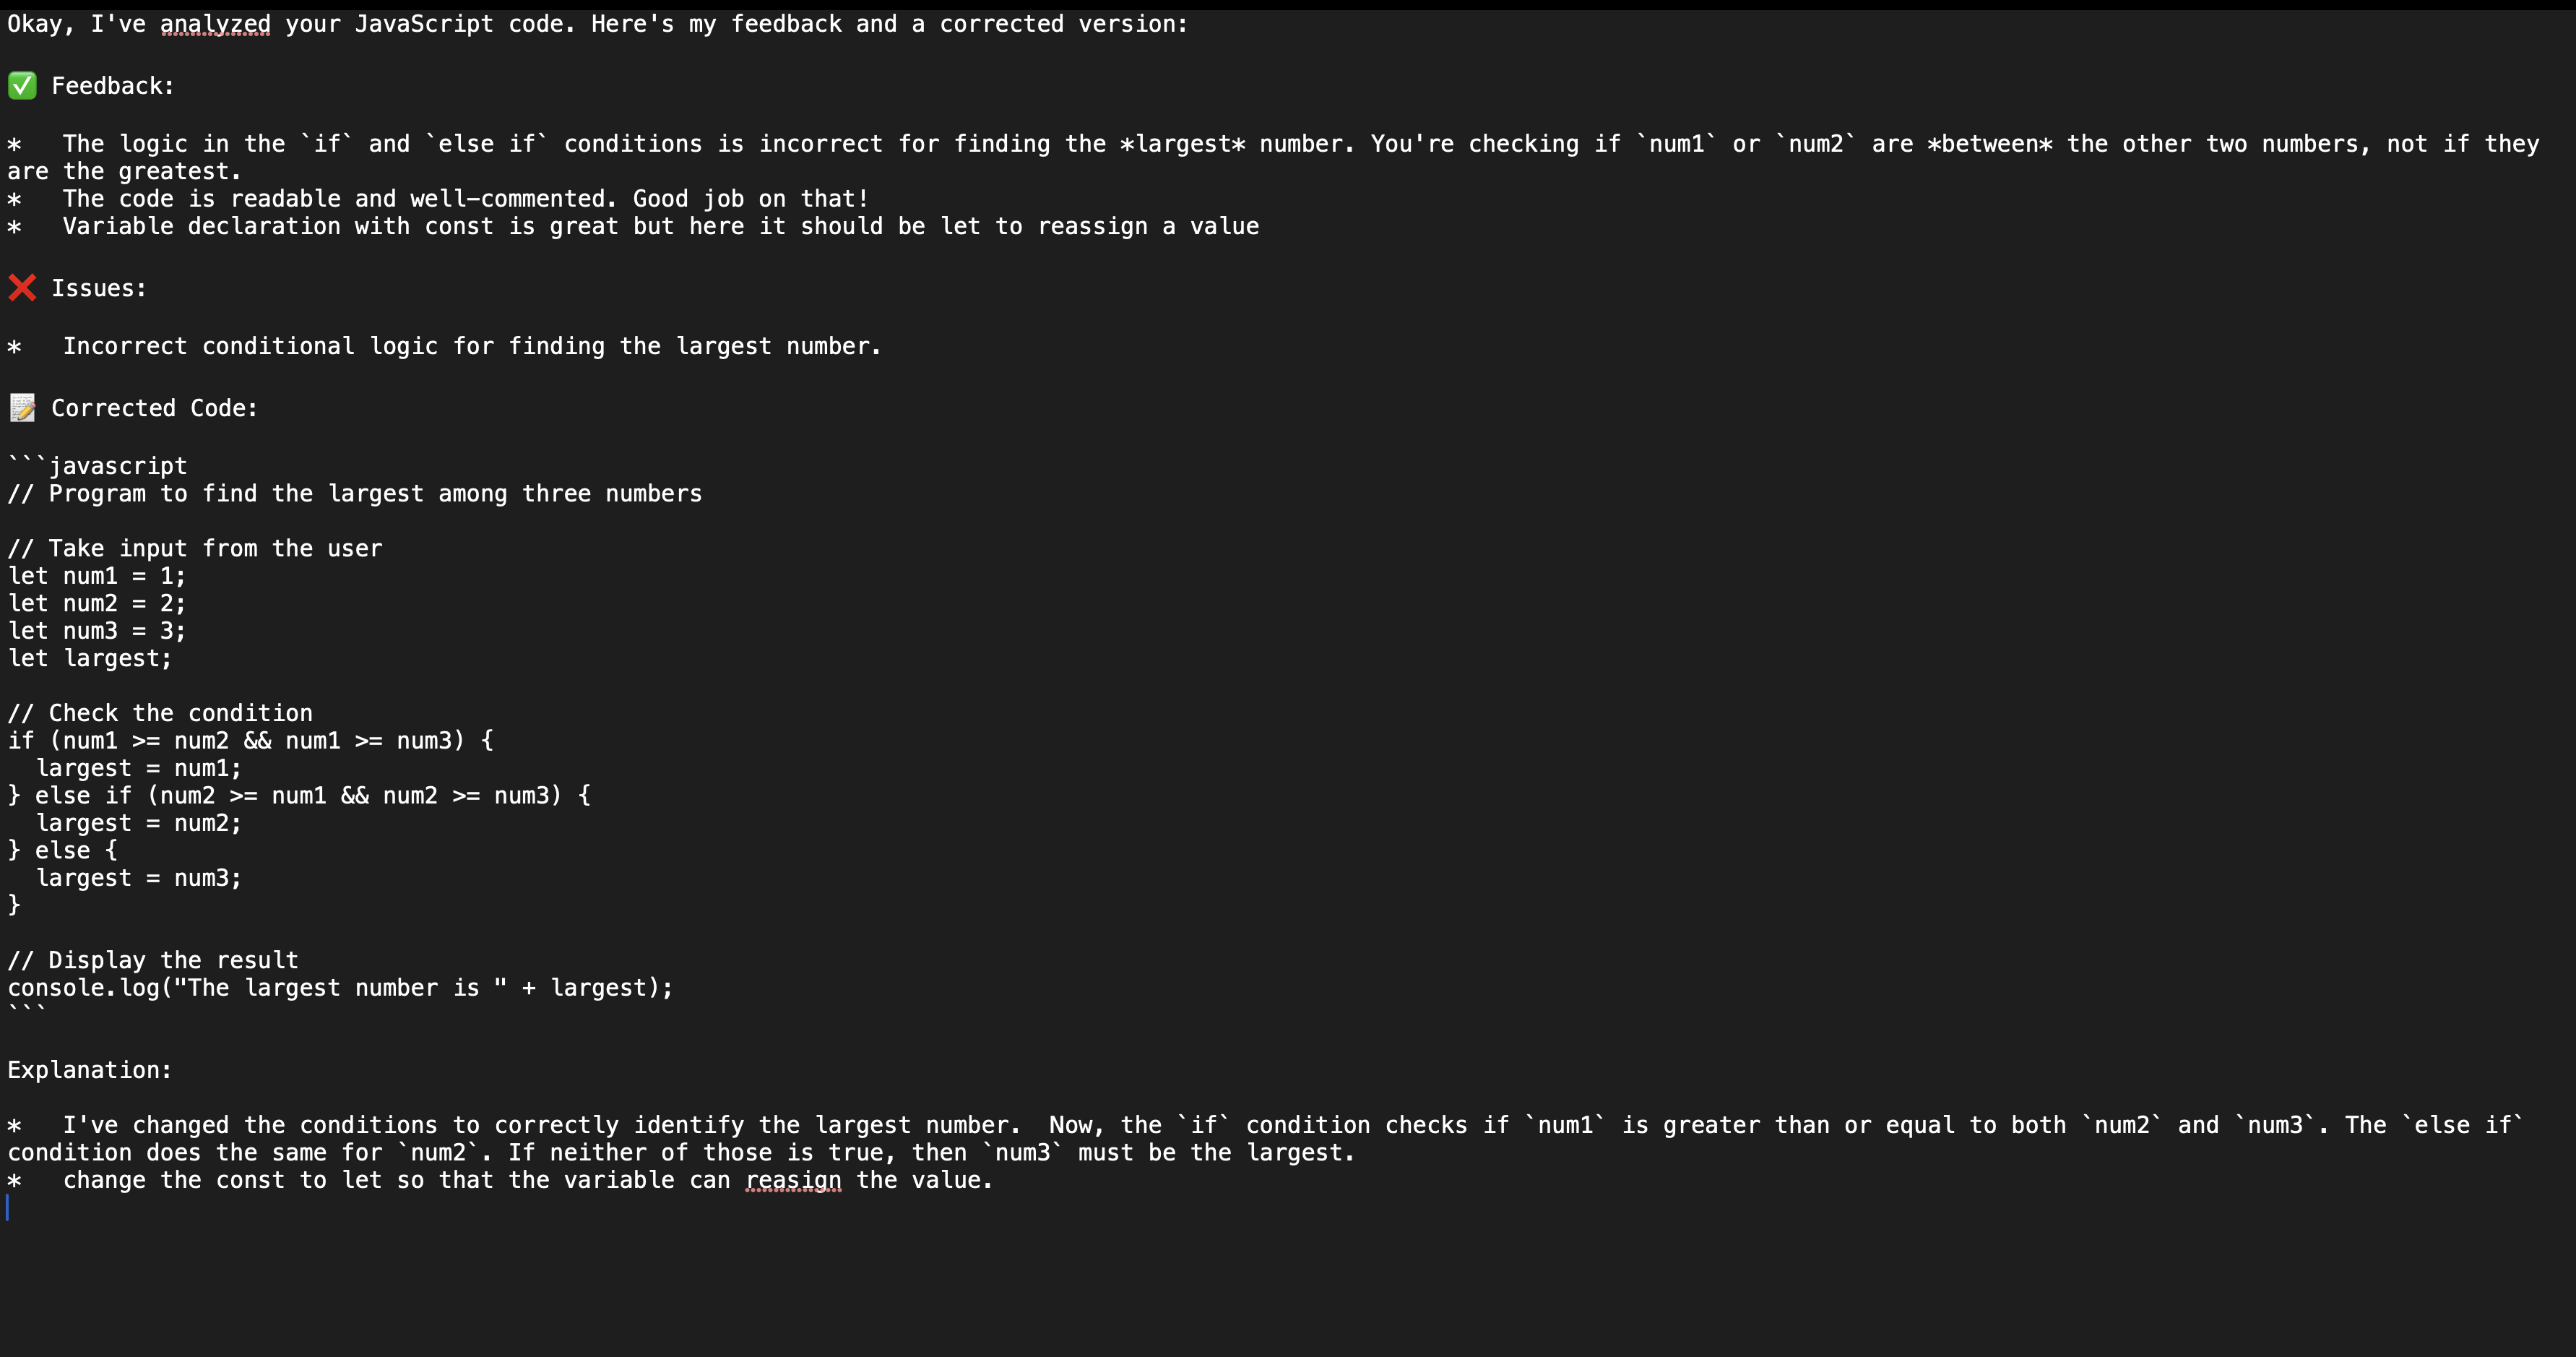 Okay, I've analyzed your JavaScript code. Here's my feedback and a corrected version:
✅ Feedback:
*   The logic in the `if` and `else if` conditions is incorrect for finding the *largest* number. You're checking if `num1` or `num2` are *between* the other two numbers, not if they
are the greatest.
*   The code is readable and well-commented. Good job on that!
*   Variable declaration with const is great but here it should be let to reassign a value
❌ Issues:
*   Incorrect conditional logic for finding the largest number.
📝 Corrected Code:
```javascript
// Program to find the largest among three numbers
// Take input from the user
let num1 = 1;
let num2 = 2;
let num3 = 3;
let largest;
// Check the condition
if (num1 >= num2 && num1 >= num3) {
  largest = num1;
} else if (num2 >= num1 && num2 >= num3) {
  largest = num2;
} else {
  largest = num3;
}
// Display the result
console.log("The largest number is " + largest);
```
Explanation:
*   I've changed the conditions to correctly identify the largest number.  Now, the `if` condition checks if `num1` is greater than or equal to both `num2` and `num3`. The `else if`
condition does the same for `num2`. If neither of those is true, then `num3` must be the largest.
*   change the const to let so that the variable can reasign the value.